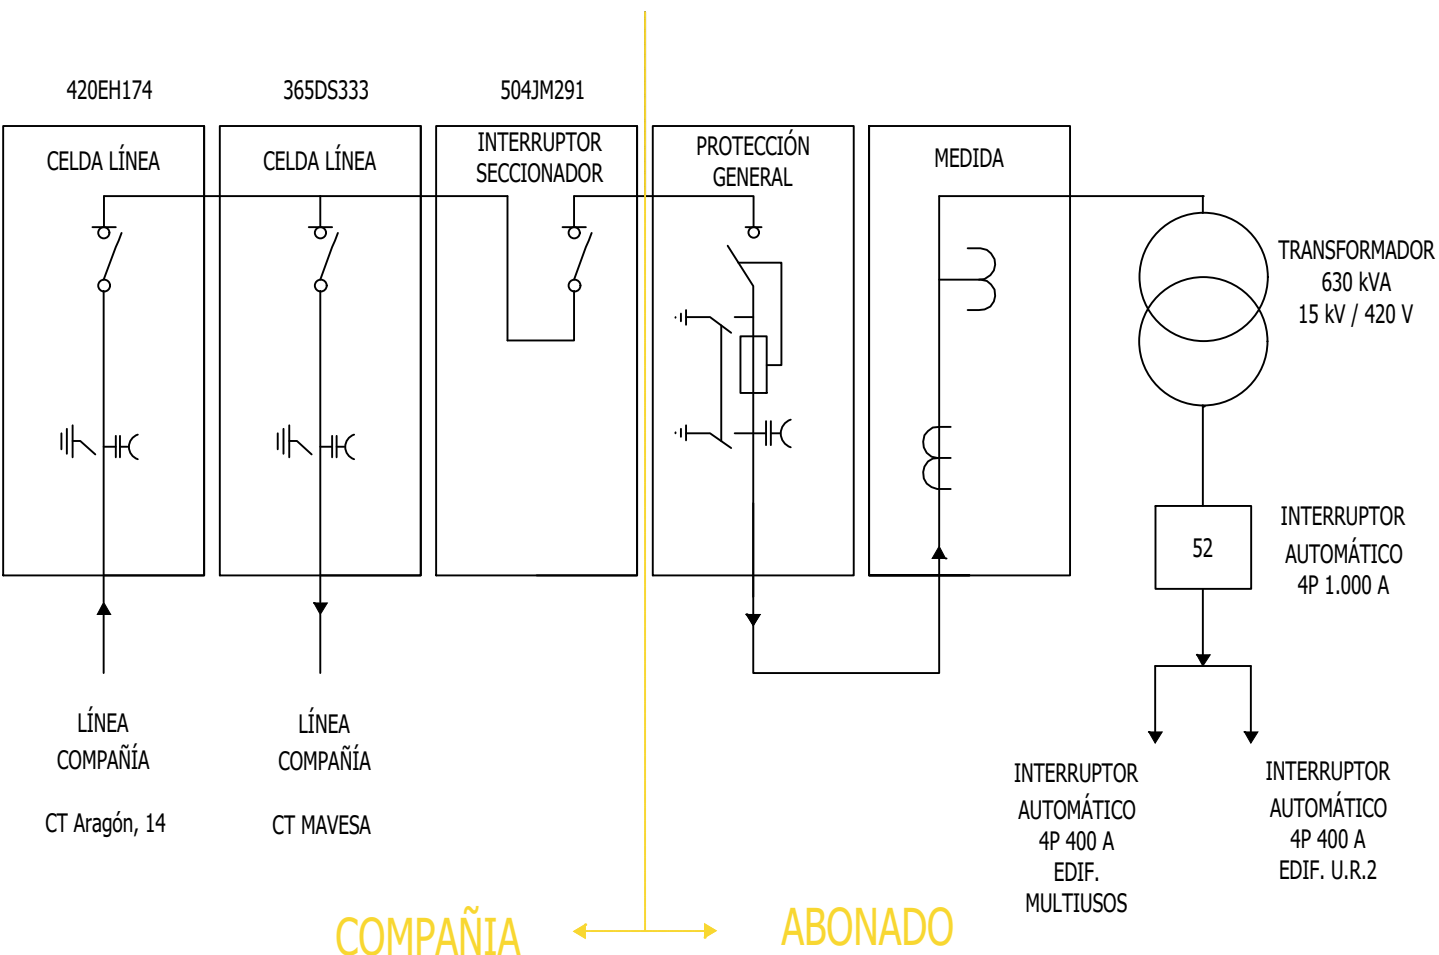 420EH174
365DS333
504JM291
CELDA LÍNEA
CELDA LÍNEA
INTERRUPTOR
SECCIONADOR
PROTECCIÓN
GENERAL
MEDIDA
TRANSFORMADOR
630 kVA
15 kV / 420 V
52
INTERRUPTOR
AUTOMÁTICO
4P 1.000 A
LÍNEA
COMPAÑÍA
CT Aragón, 14
LÍNEA
COMPAÑÍA
CT MAVESA
INTERRUPTOR
AUTOMÁTICO
4P 400 A
EDIF.
MULTIUSOS
INTERRUPTOR
AUTOMÁTICO
4P 400 A
EDIF. U.R.2
COMPAÑIA
ABONADO